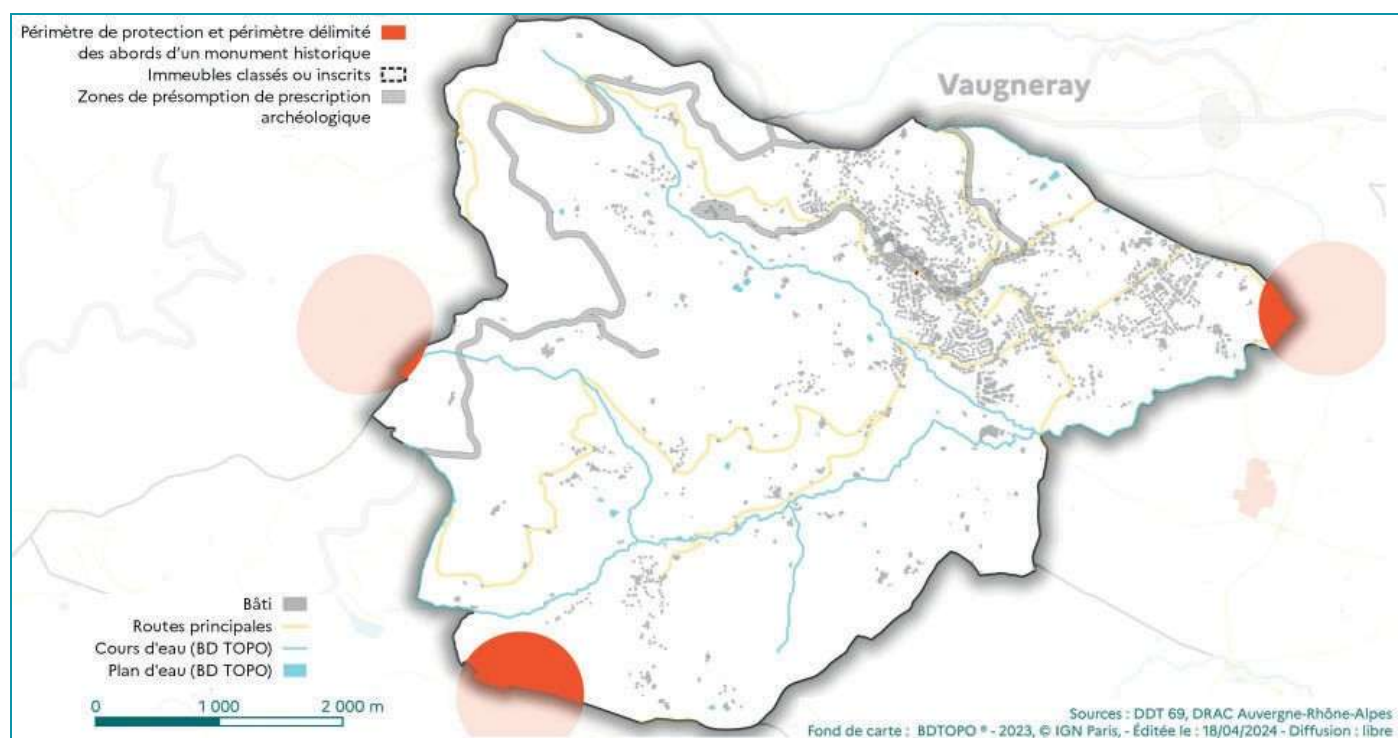 Périmètre de protection et périmètre délimité
des abords d'un monument historique
Immeubles classés ou inscrits
Zones de présomption de prescription
archéologique
Vaugneray
Bâti
Routes principales
Cours d'eau (BD TOPO)
Plan d'eau (BD TOPO)
0 1 000 2 000 m
Sources : DDT 69, DRAC Auvergne-Rhône-Alpes
Fond de carte : BDTOPO ® - 2023, © IGN Paris, - Éditée le : 18/04/2024 - Diffusion : libre